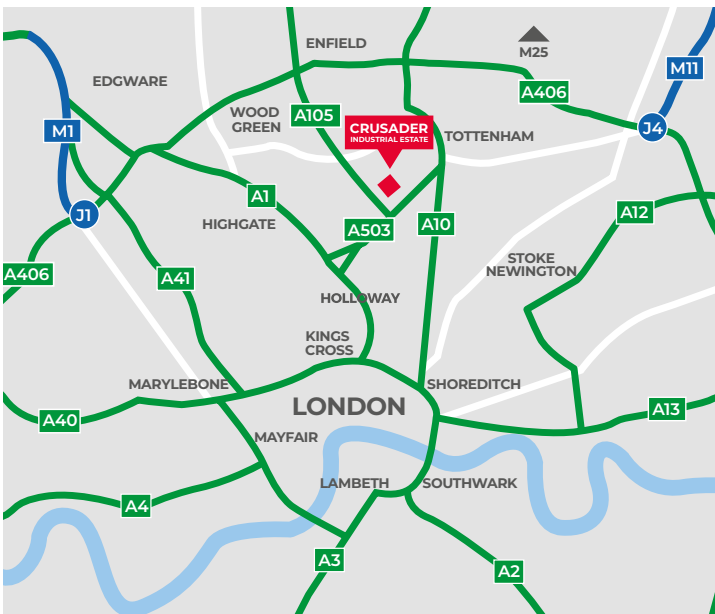 ENFIELD
M25
M11
EDGWARE
A406
WOOD
GREEN
A105
M1
CRUSADER
INDUSTRIAL ESTATE
TOTTENHAM
J4
A1
J1
HIGHGATE
A503
A10
A12
A406
A41
STOKE
NEWINGTON
HOLLOWAY
KINGS
CROSS
MARYLEBONE
SHOREDITCH
LONDON
A40
A13
MAYFAIR
LAMBETH
SOUTHWARK
A4
A3
A2